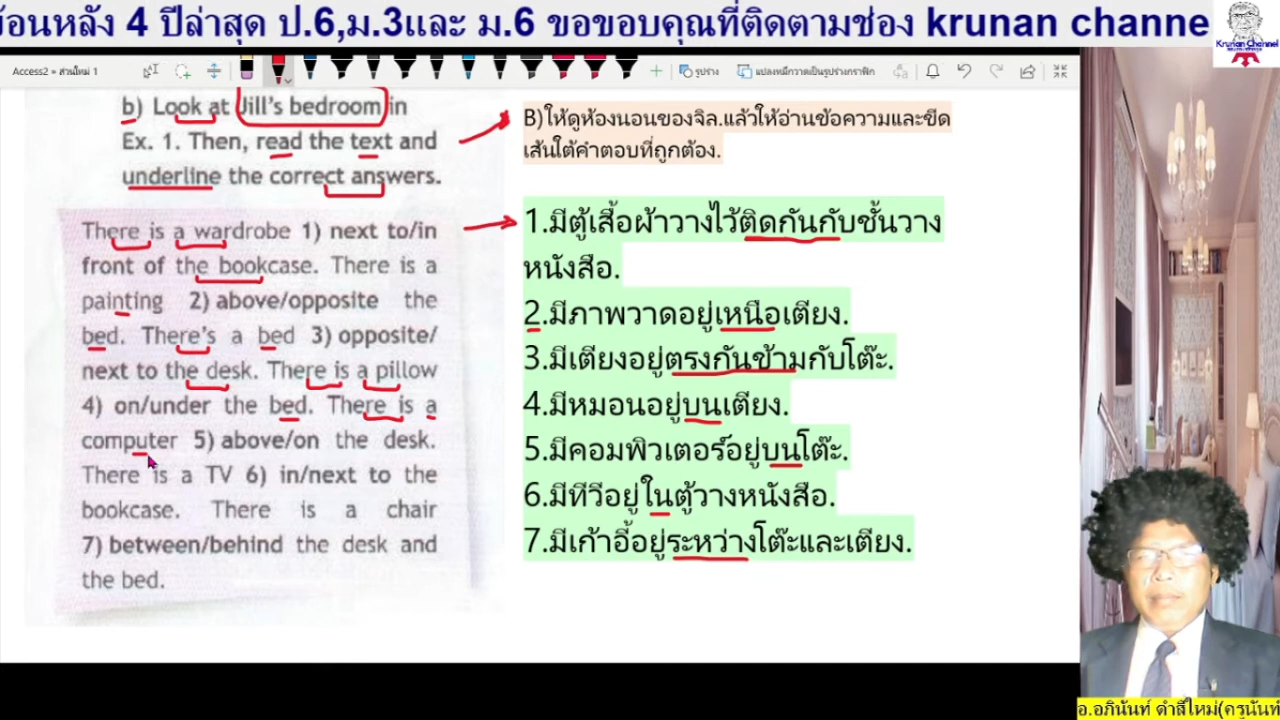 ย้อนหลัง 4 ปีล่าสุด ป.6,ม.3และ ม.6 ขอขอบคุณที่ติดตามช่อง krunan channe
Krunan Channel
Access2 = ส่วนใหม่ 1
รูปร่าง
แปลงหมึกวาดเป็นรูปร่างกราฟิก
b) Look at Jill's bedroom in
Ex. 1. Then, read the text and
underline the correct answers.
B)ให้ดูห้องนอนของจิล.แล้วให้อ่านข้อความและขีด
เส้นใต้คำตอบที่ถูกต้อง.
There is a wardrobe 1) next to/in
front of the bookcase. There is a
painting 2) above/opposite the
bed. There's a bed 3) opposite/
next to the desk. There is a pillow
4) on/under the bed. There is a
computer 5) above/on the desk.
There is a TV 6) in/next to the
bookcase. There is a chair
7) between/behind the desk and
the bed.
1.มีตู้เสื้อผ้าวางไว้ติดกันกับชั้นวาง
หนังสือ.
2.มีภาพวาดอยู่เหนือเตียง.
3.มีเตียงอยู่ตรงกันข้ามกับโต๊ะ.
4.มีหมอนอยู่บนเตียง.
5.มีคอมพิวเตอร์อยู่บนโต๊ะ.
6.มีทีวีอยู่ในตู้วางหนังสือ.
7.มีเก้าอี้อยู่ระหว่างโต๊ะและเตียง.
อ.อภินันท์ ดำสีใหม่(ครูนันท์